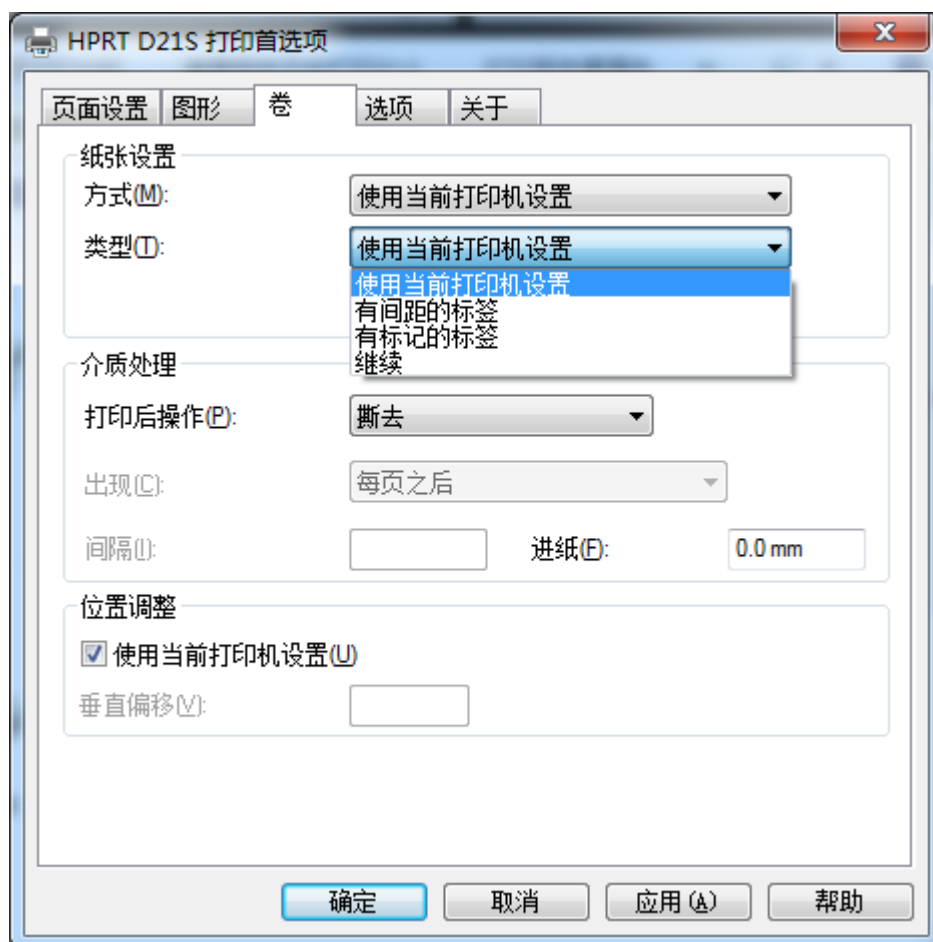 HPRT D21S 打印首选项
页面设置 图形 卷 选项 关于
纸张设置
方式(M): 使用当前打印机设置
类型(T): 使用当前打印机设置
使用当前打印机设置
有间距的标签
有标记的标签
继续
介质处理
打印后操作(P): 撕去
出现(C): 每页之后
间隔(I): 进纸(F): 0.0 mm
位置调整
使用当前打印机设置(U)
垂直偏移(V):
确定 取消 应用(A) 帮助